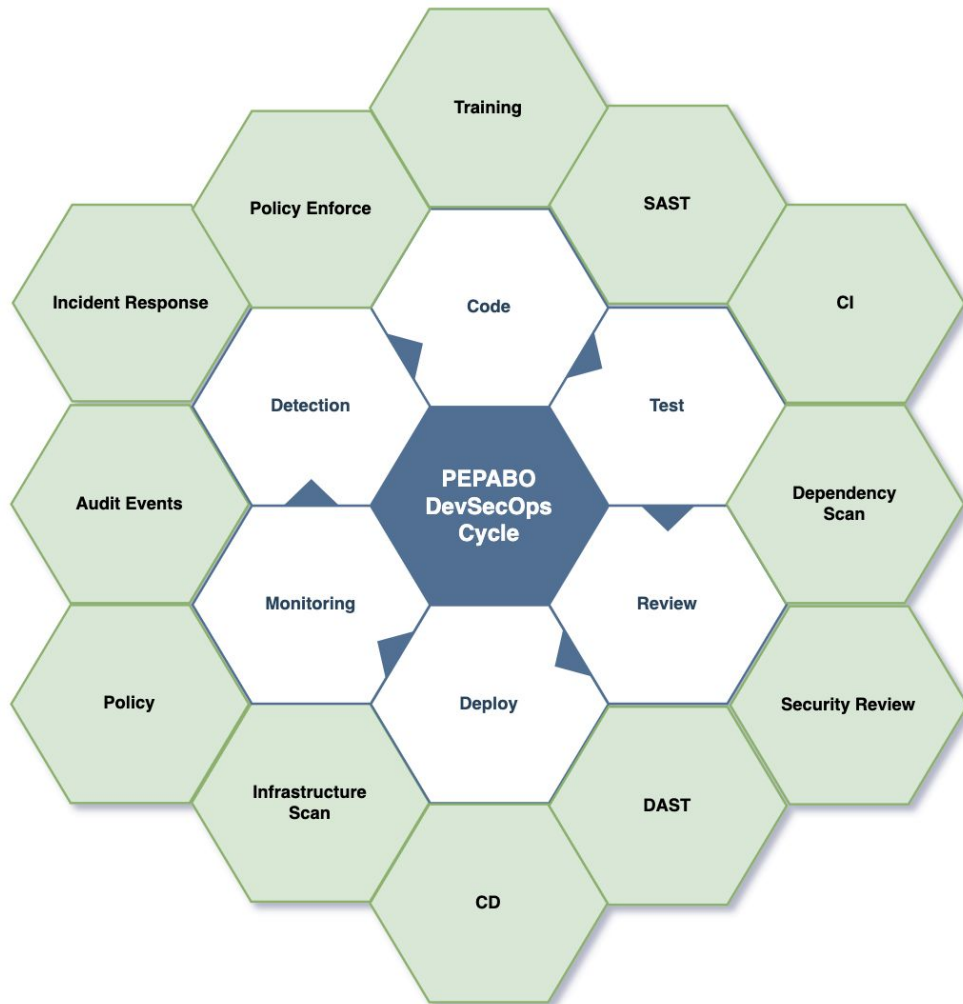 Training
Policy Enforce
SAST
Incident Response
Code
CI
Detection
Test
PEPABO
DevSecOps
Cycle
Audit Events
Dependency
Scan
Monitoring
Review
Policy
Deploy
Security Review
Infrastructure
Scan
DAST
CD